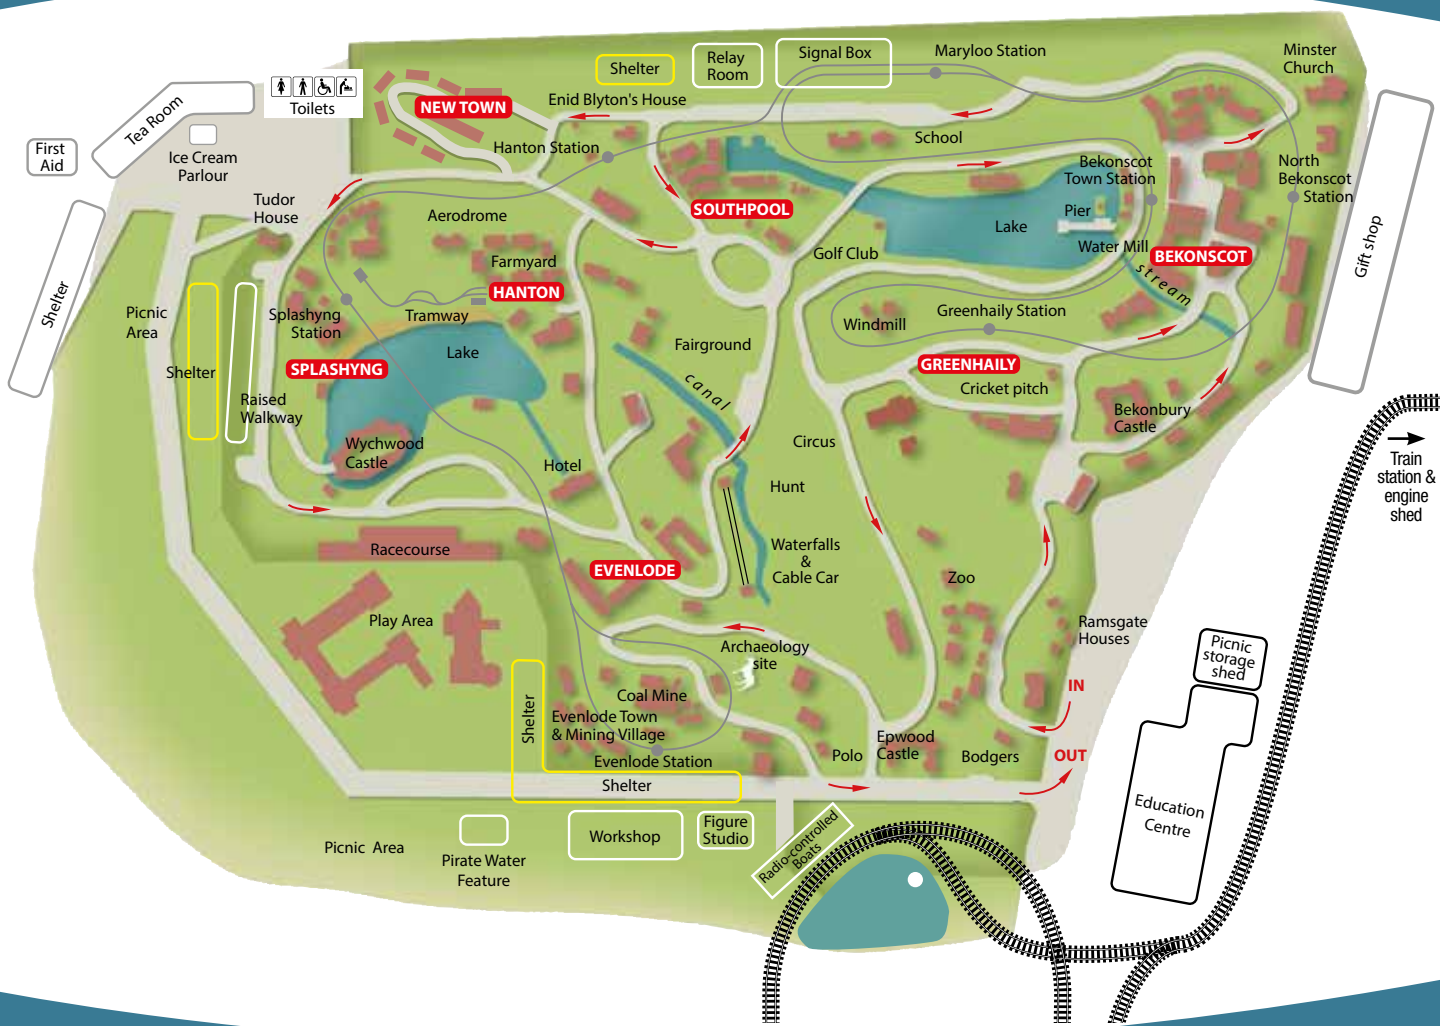 Signal Box
Maryloo Station
Minster
Church
Shelter
Relay
Room
Toilets
Tea Room
NEW TOWN
Enid Blyton's House
School
First
Aid
Ice Cream
Parlour
Hanton Station
Bekonscot
Town Station
North
Bekonscot
Station
Tudor
House
Aerodrome
SOUTHPOOL
Pier
Lake
Golf Club
Water Mill
BEKONSCOT
Gift shop
Farmyard
HANTON
stream
Shelter
Picnic
Area
Splashyng
Station
Tramway
Windmill
Greenhaily Station
Lake
Fairground
SPLASHYNG
Shelter
GREENHAILY
Cricket pitch
canal
Raised
Walkway
Bekonbury
Castle
Wychwood
Castle
Circus
Train
station &
engine
shed
Hotel
Hunt
Racecourse
Waterfalls
&
Cable Car
EVENLODE
Zoo
Play Area
Ramsgate
Houses
Archaeology
site
Picnic
storage
shed
IN
Coal Mine
Shelter
Evenlode Town
& Mining Village
Evenlode Station
Polo
Epwood
Castle
Bodgers
OUT
Shelter
Education
Centre
Picnic Area
Pirate Water
Feature
Workshop
Figure
Studio
Radio-controlled
Boats